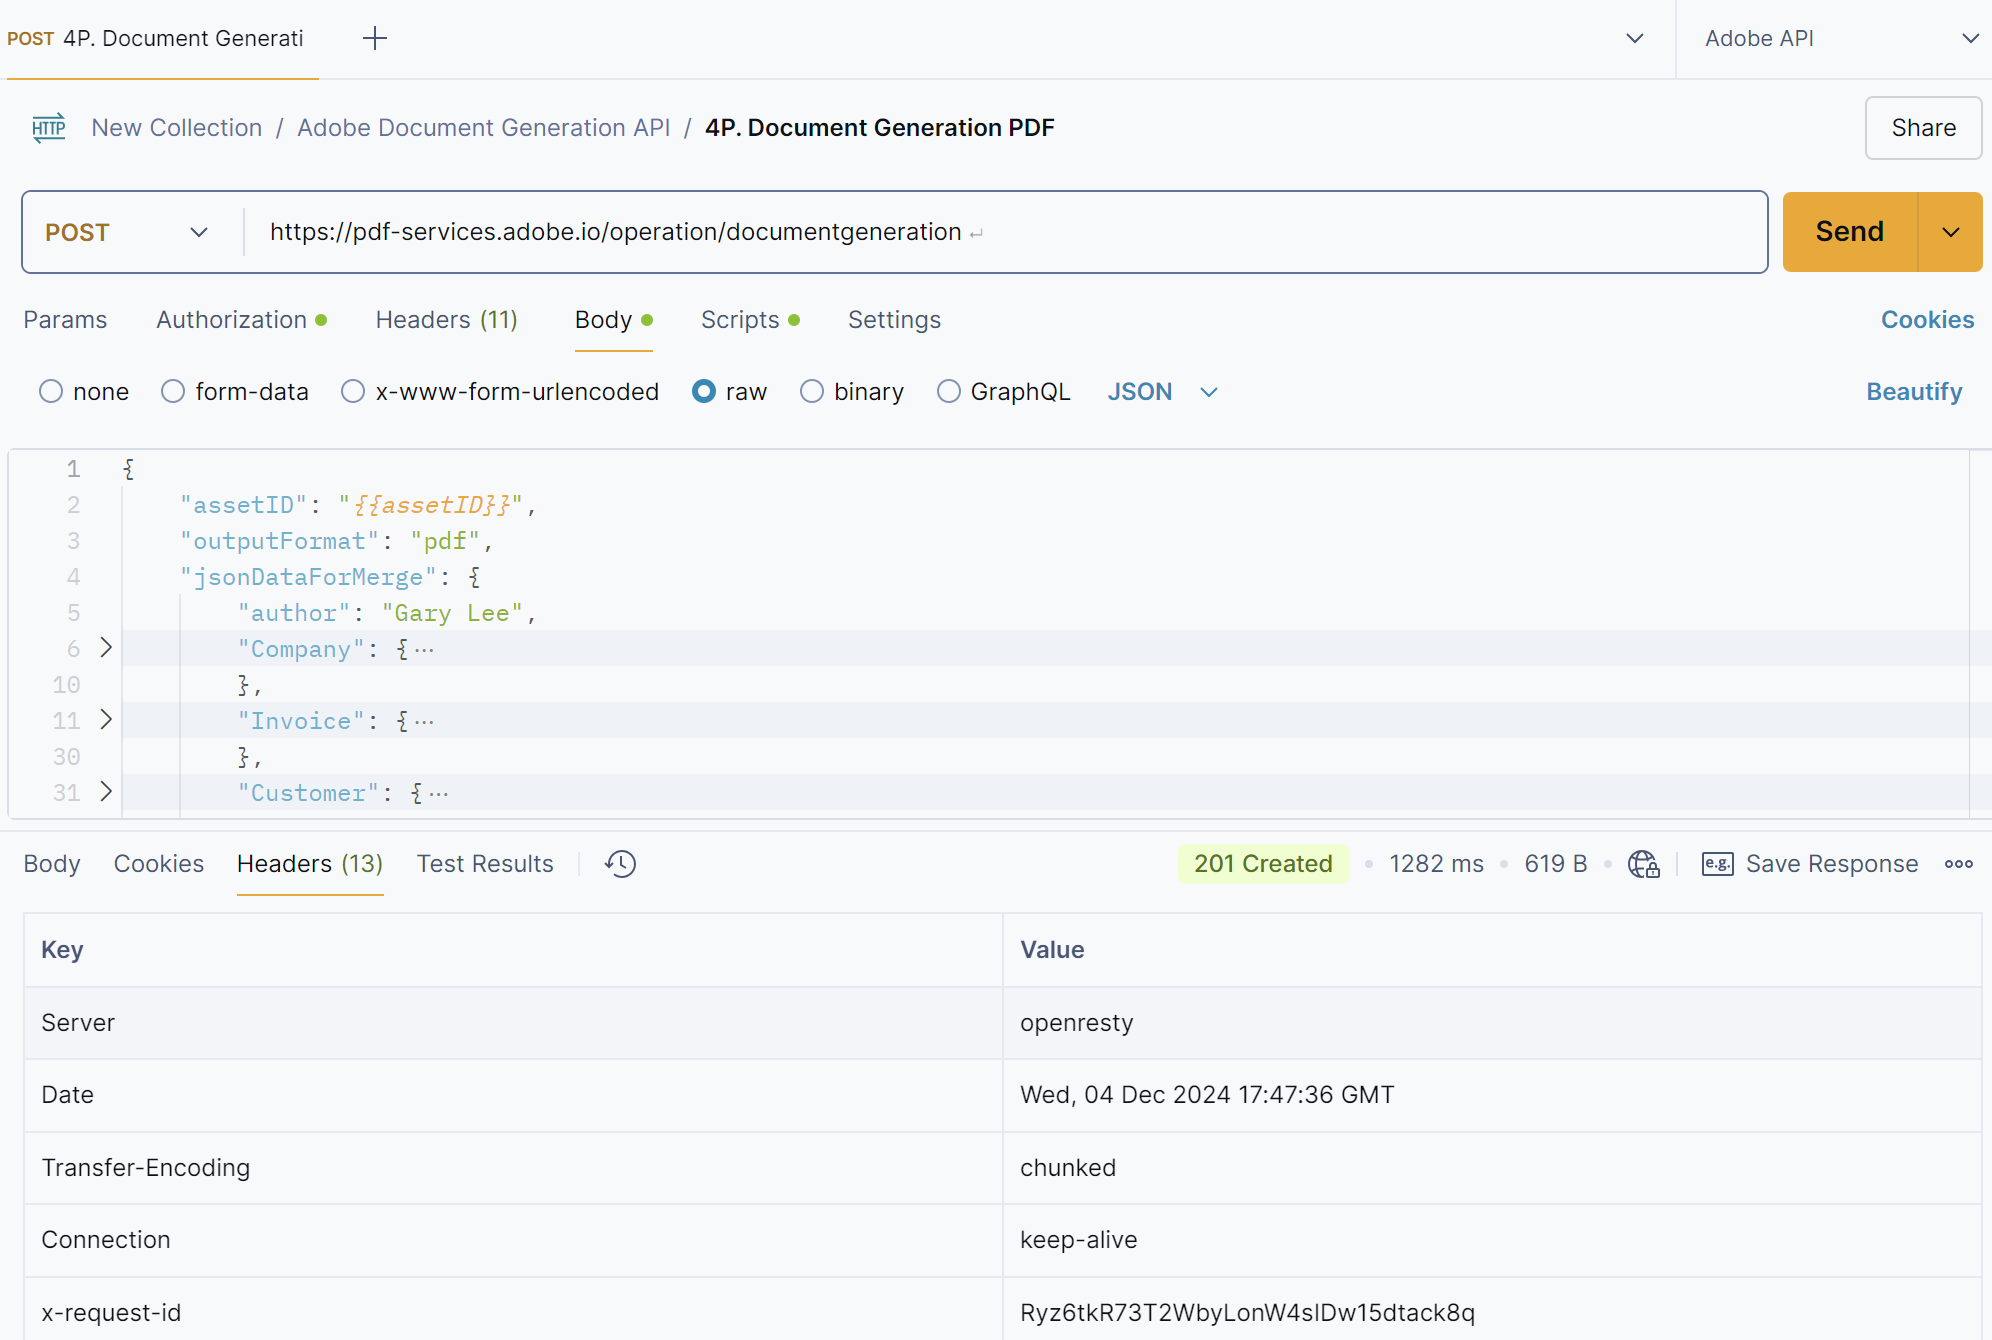 POST 4P. Document Generati
Adobe API
HTTP New Collection / Adobe Document Generation API / 4P. Document Generation PDF
Share
POST https://pdf-services.adobe.io/operation/documentgeneration
Send
Params Authorization Headers (11) Body Scripts Settings Cookies
none form-data x-www-form-urlencoded raw binary GraphQL JSON Beautify
1 {
2 "assetID": "{{assetID}}",
3 "outputFormat": "pdf",
4 "jsonDataForMerge": {
5 "author": "Gary Lee",
6 "Company": {···
10 },
11 "Invoice": {···
30 },
31 "Customer": {···
Body Cookies Headers (13) Test Results 201 Created • 1282 ms • 619 B • e.g. Save Response
Key Value
Server openresty
Date Wed, 04 Dec 2024 17:47:36 GMT
Transfer-Encoding chunked
Connection keep-alive
x-request-id Ryz6tkR73T2WbyLonW4slDw15dtack8q